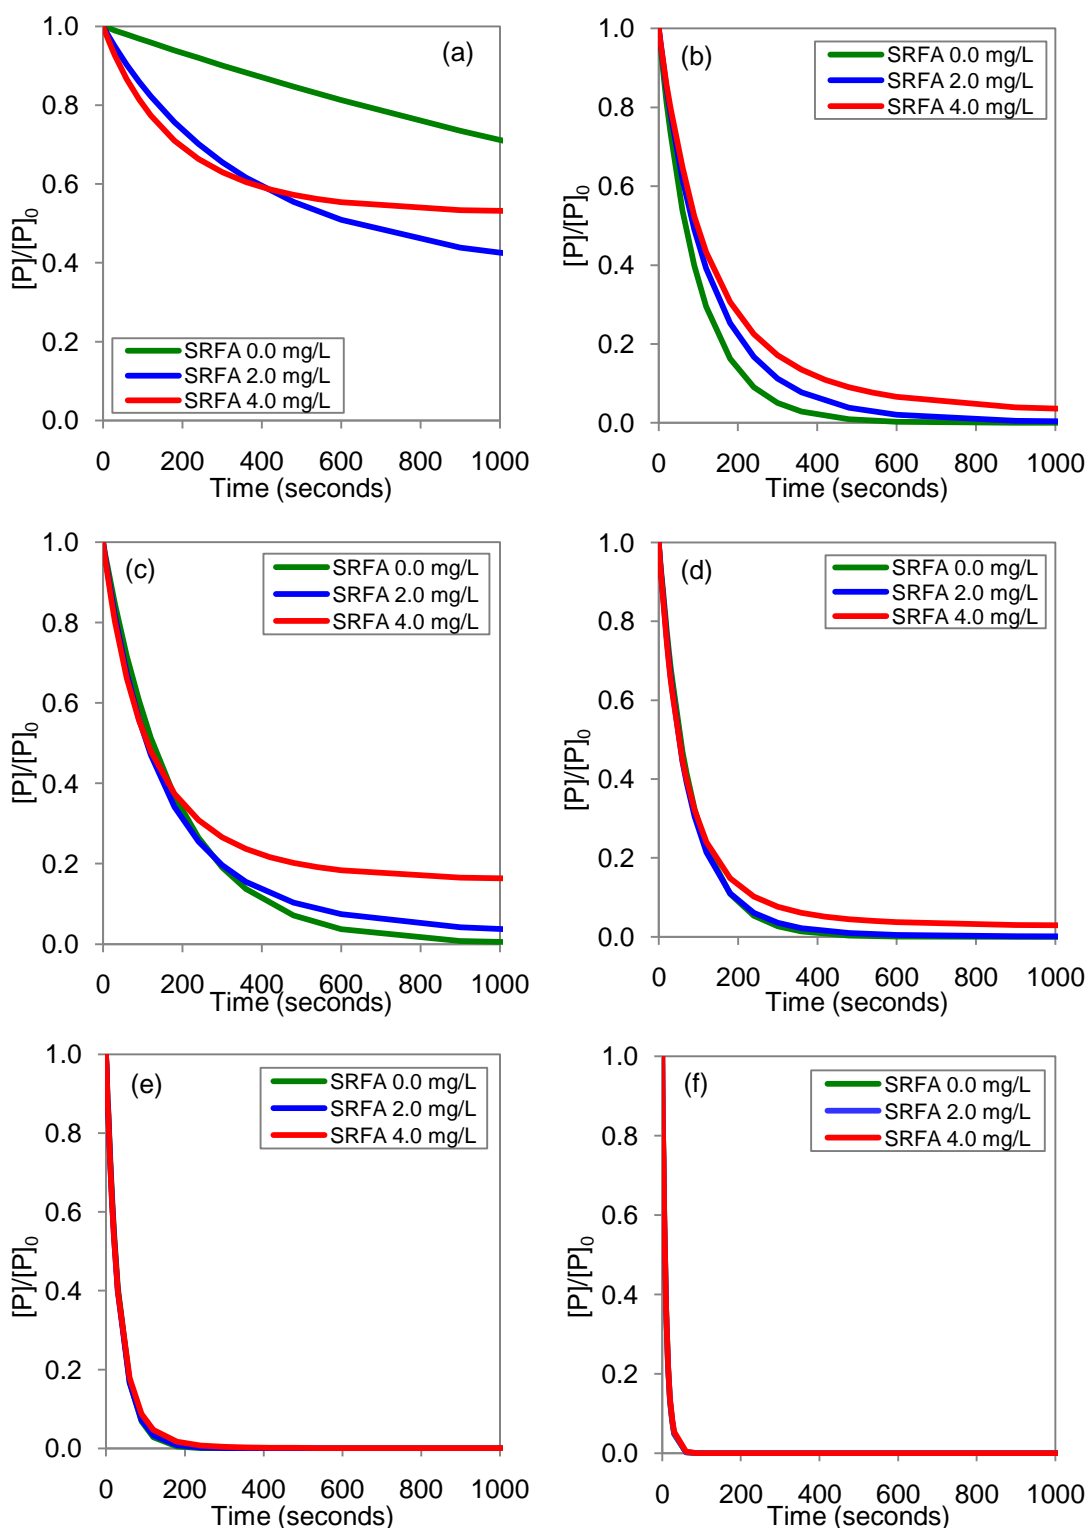 1.0
0.8
0.6
0.4
0.2
0.0
[P]/[P]₀
(a)
SRFA 0.0 mg/L
SRFA 2.0 mg/L
SRFA 4.0 mg/L
0 200 400 600 800 1000
Time (seconds)
1.0
0.8
0.6
0.4
0.2
0.0
[P]/[P]₀
(b)
SRFA 0.0 mg/L
SRFA 2.0 mg/L
SRFA 4.0 mg/L
0 200 400 600 800 1000
Time (seconds)
1.0
0.8
0.6
0.4
0.2
0.0
[P]/[P]₀
(c)
SRFA 0.0 mg/L
SRFA 2.0 mg/L
SRFA 4.0 mg/L
0 200 400 600 800 1000
Time (seconds)
1.0
0.8
0.6
0.4
0.2
0.0
[P]/[P]₀
(d)
SRFA 0.0 mg/L
SRFA 2.0 mg/L
SRFA 4.0 mg/L
0 200 400 600 800 1000
Time (seconds)
1.0
0.8
0.6
0.4
0.2
0.0
[P]/[P]₀
(e)
SRFA 0.0 mg/L
SRFA 2.0 mg/L
SRFA 4.0 mg/L
0 200 400 600 800 1000
Time (seconds)
1.0
0.8
0.6
0.4
0.2
0.0
[P]/[P]₀
(f)
SRFA 0.0 mg/L
SRFA 2.0 mg/L
SRFA 4.0 mg/L
0 200 400 600 800 1000
Time (seconds)